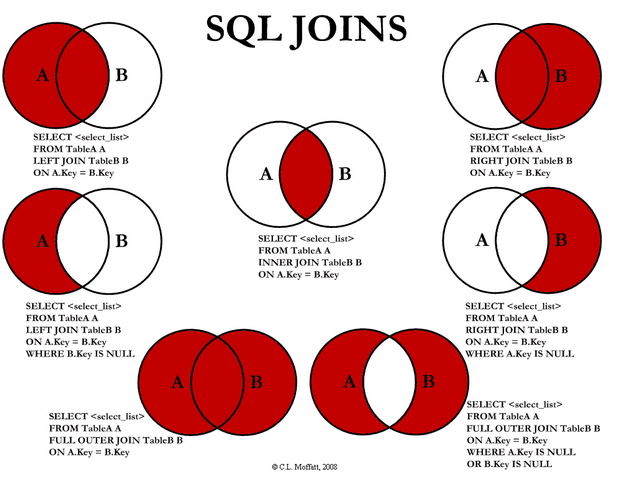 SQL JOINS
A B
SELECT <select_list>
FROM TableA A
LEFT JOIN TableB B
ON A.Key = B.Key
A B
SELECT <select_list>
FROM TableA A
RIGHT JOIN TableB B
ON A.Key = B.Key
A B
SELECT <select_list>
FROM TableA A
INNER JOIN TableB B
ON A.Key = B.Key
A B
SELECT <select_list>
FROM TableA A
LEFT JOIN TableB B
ON A.Key = B.Key
WHERE B.Key IS NULL
A B
SELECT <select_list>
FROM TableA A
RIGHT JOIN TableB B
ON A.Key = B.Key
WHERE A.Key IS NULL
A B
SELECT <select_list>
FROM TableA A
FULL OUTER JOIN TableB B
ON A.Key = B.Key
A B
SELECT <select_list>
FROM TableA A
FULL OUTER JOIN TableB B
ON A.Key = B.Key
WHERE A.Key IS NULL
OR B.Key IS NULL
© C.L. Moffatt, 2008